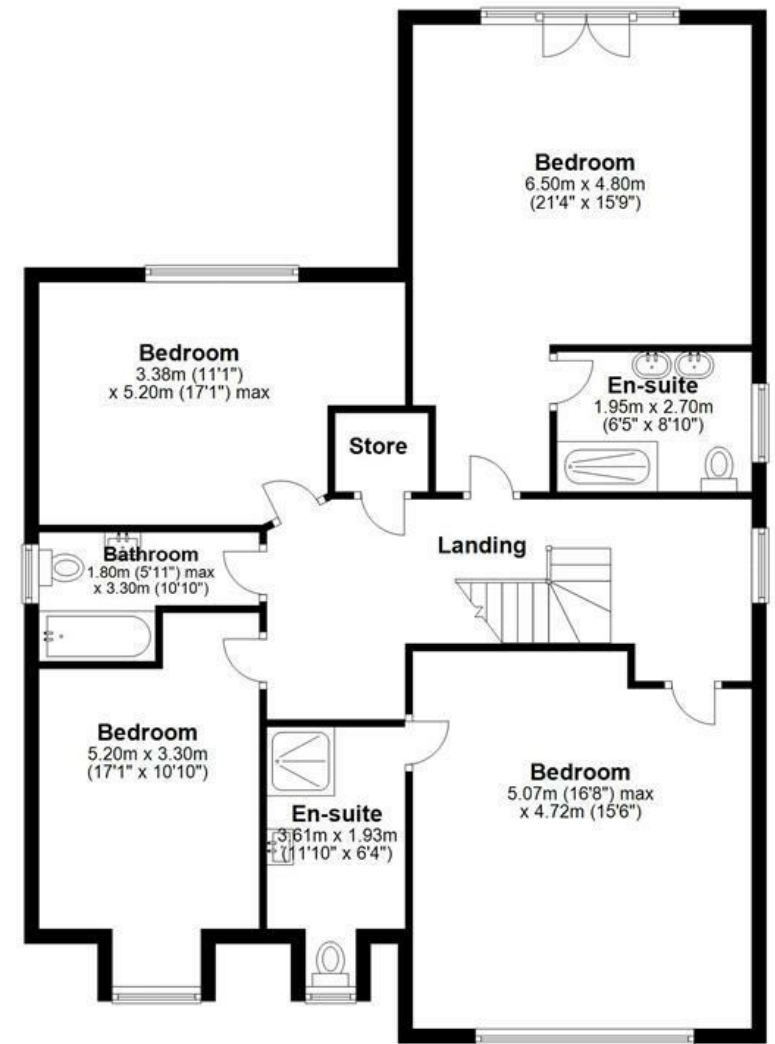 Bedroom
6.50m x 4.80m
(21'4" x 15'9")
Bedroom
3.38m (11'1")
x 5.20m (17'1") max
En-suite
1.95m x 2.70m
(6'5" x 8'10")
Store
Landing
Bathroom
1.80m (5'11") max
x 3.30m (10'10")
Bedroom
5.20m x 3.30m
(17'1" x 10'10")
En-suite
3.61m x 1.93m
(11'10" x 6'4")
Bedroom
5.07m (16'8") max
x 4.72m (15'6")